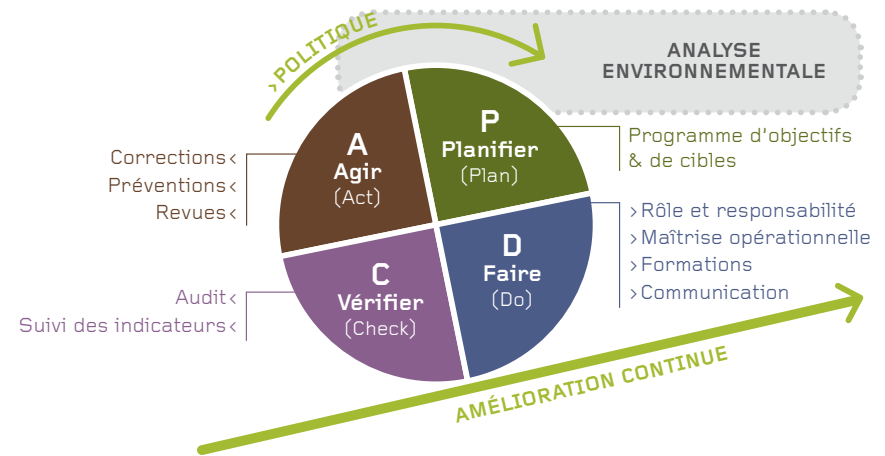 >POLITIQUE
ANALYSE
ENVIRONNEMENTALE
P
Planifier
(Plan)
Programme d'objectifs
& de cibles
D
Faire
(Do)
>Rôle et responsabilité
>Maîtrise opérationnelle
>Formations
>Communication
C
Vérifier
(Check)
Audit<
Suivi des indicateurs<
A
Agir
(Act)
Corrections<
Préventions<
Revues<
AMÉLIORATION CONTINUE